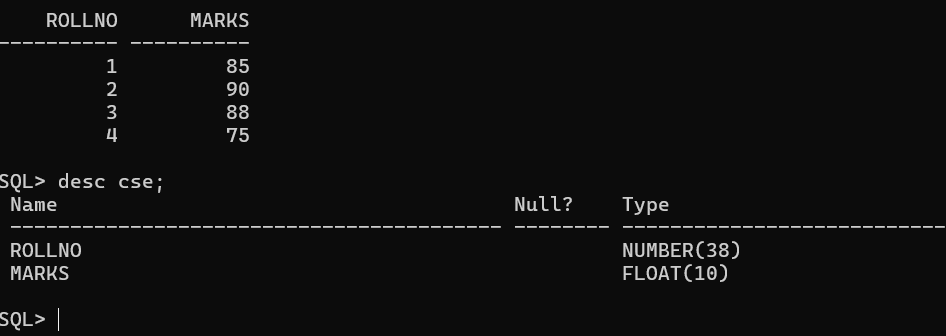 ROLLNO MARKS
---------- ----------
1 85
2 90
3 88
4 75
SQL> desc cse;
Name Null? Type
----------------------------------------- -------- ---------------------------
ROLLNO NUMBER(38)
MARKS FLOAT(10)
SQL>